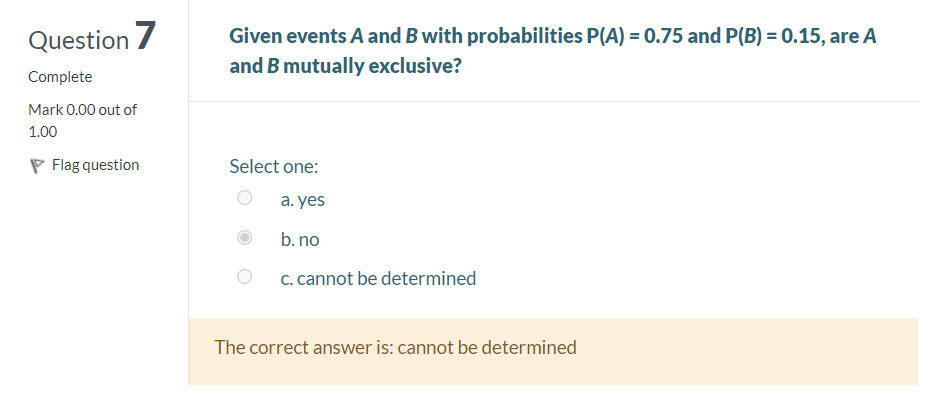 Question 7
Complete
Mark 0.00 out of
1.00
Flag question
Given events A and B with probabilities P(A) = 0.75 and P(B) = 0.15, are A
and B mutually exclusive?
Select one:
a. yes
b. no
c. cannot be determined
The correct answer is: cannot be determined